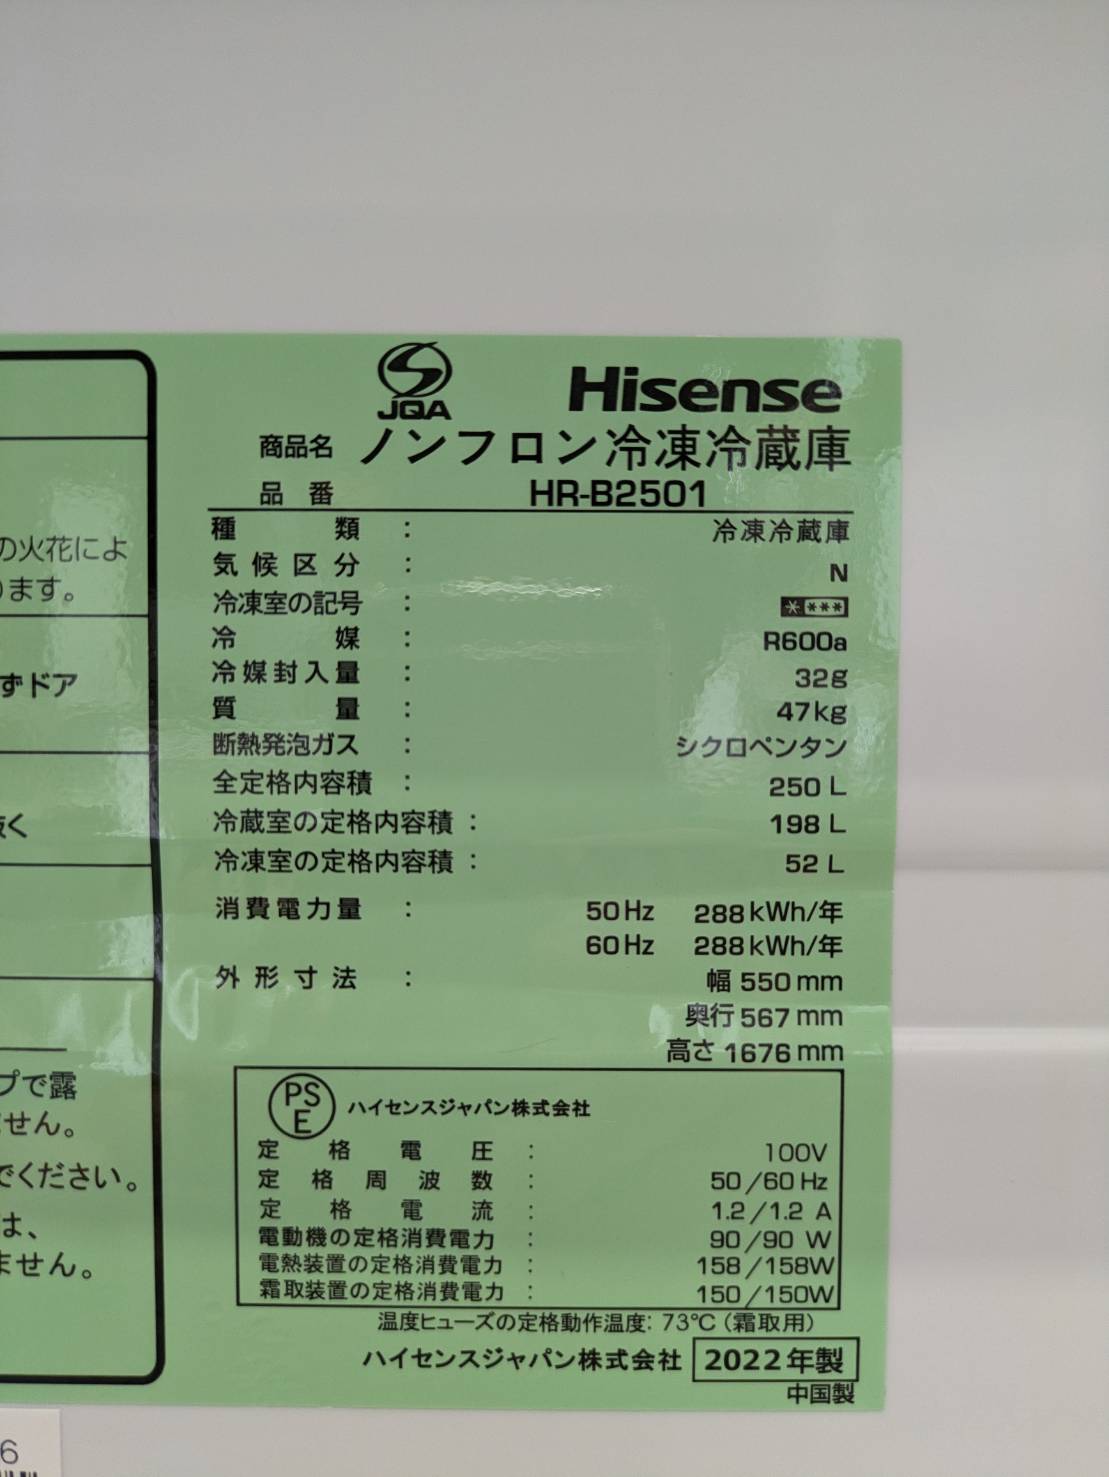 JQA
Hisense
商品名 ノンフロン冷凍冷蔵庫
品番 HR-B2501
種類 : 冷凍冷蔵庫
気候区分 : N
冷凍室の記号 : * ***
冷媒 : R600a
冷媒封入量 : 32g
質量 : 47kg
断熱発泡ガス : シクロペンタン
全定格内容積 : 250 L
冷蔵室の定格内容積 : 198 L
冷凍室の定格内容積 : 52 L
消費電力量 : 50Hz 288kWh/年
60Hz 288kWh/年
外形寸法 : 幅 550mm
奥行 567 mm
高さ 1676 mm
PSE ハイセンスジャパン株式会社
定格電圧 : 100V
定格周波数 : 50/60 Hz
定格電流 : 1.2/1.2 A
電動機の定格消費電力 : 90/90 W
電熱装置の定格消費電力 : 158/158W
霜取装置の定格消費電力 : 150/150W
温度ヒューズの定格動作温度: 73℃(霜取用)
ハイセンスジャパン株式会社 2022年製
中国製
の火花によ
ります。
ずドア
く
プで露
ません。
でください。
は、
ません。
6